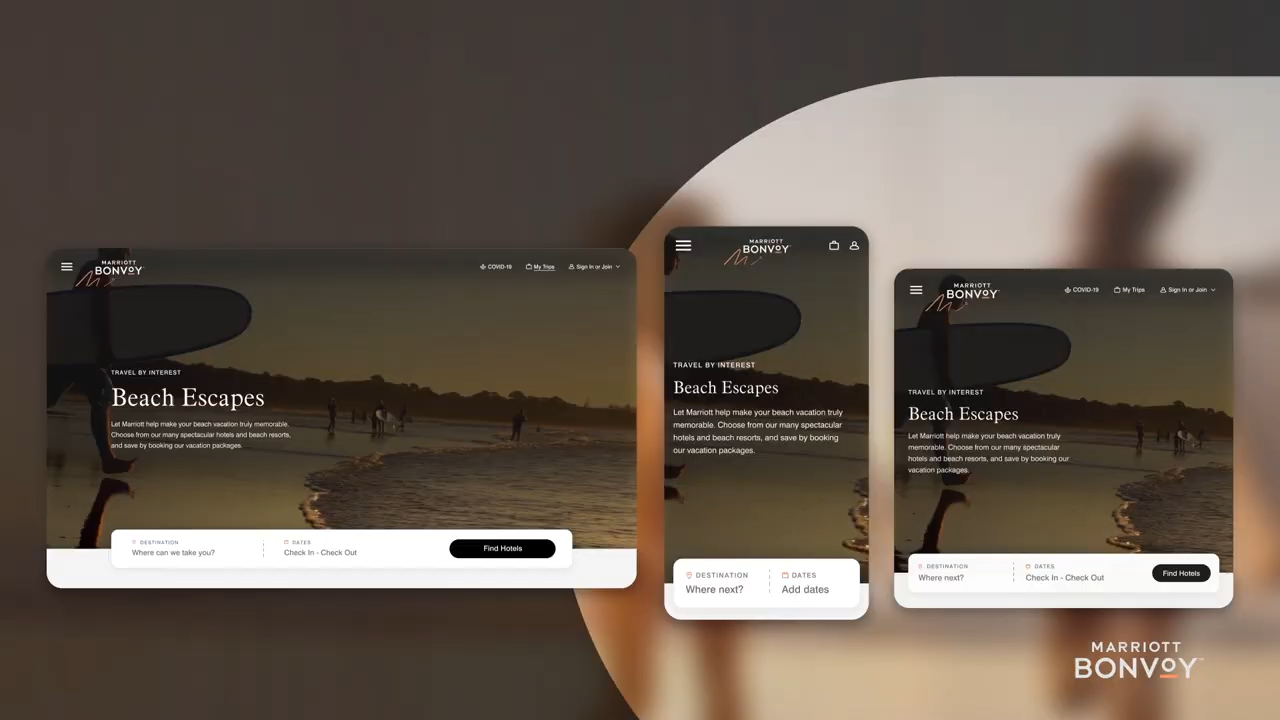 MARRIOTT
BONVOY
COVID-19
My Trips
Sign In or Join
TRAVEL BY INTEREST
Beach Escapes
Let Marriott help make your beach vacation truly memorable.
Choose from our many spectacular hotels and beach resorts,
and save by booking our vacation packages.
DESTINATION
Where can we take you?
DATES
Check In - Check Out
Find Hotels
MARRIOTT
BONVOY
TRAVEL BY INTEREST
Beach Escapes
Let Marriott help make your beach vacation truly
memorable. Choose from our many spectacular
hotels and beach resorts, and save by booking
our vacation packages.
DESTINATION
Where next?
DATES
Add dates
MARRIOTT
BONVOY
COVID-19
My Trips
Sign In or Join
TRAVEL BY INTEREST
Beach Escapes
Let Marriott help make your beach vacation truly
memorable. Choose from our many spectacular
hotels and beach resorts, and save by booking our
vacation packages.
DESTINATION
Where next?
DATES
Check In - Check Out
Find Hotels
MARRIOTT
BONVOY™